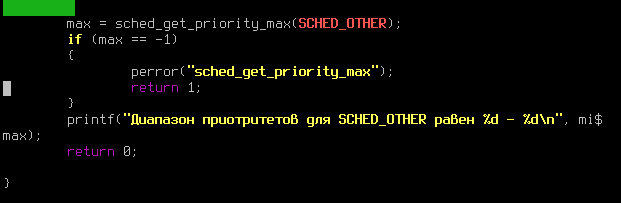 max = sched_get_priority_max(SCHED_OTHER);
if (max == -1)
{
perror("sched_get_priority_max");
return 1;
}
printf("Диапазон приотритетов для SCHED_OTHER равен %d - %d\n", mi$
max);
return 0;
}